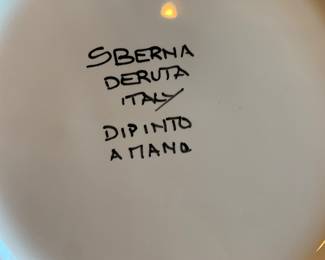 SBERNA
DERUTA
ITALY
DIPINTO
A MANO